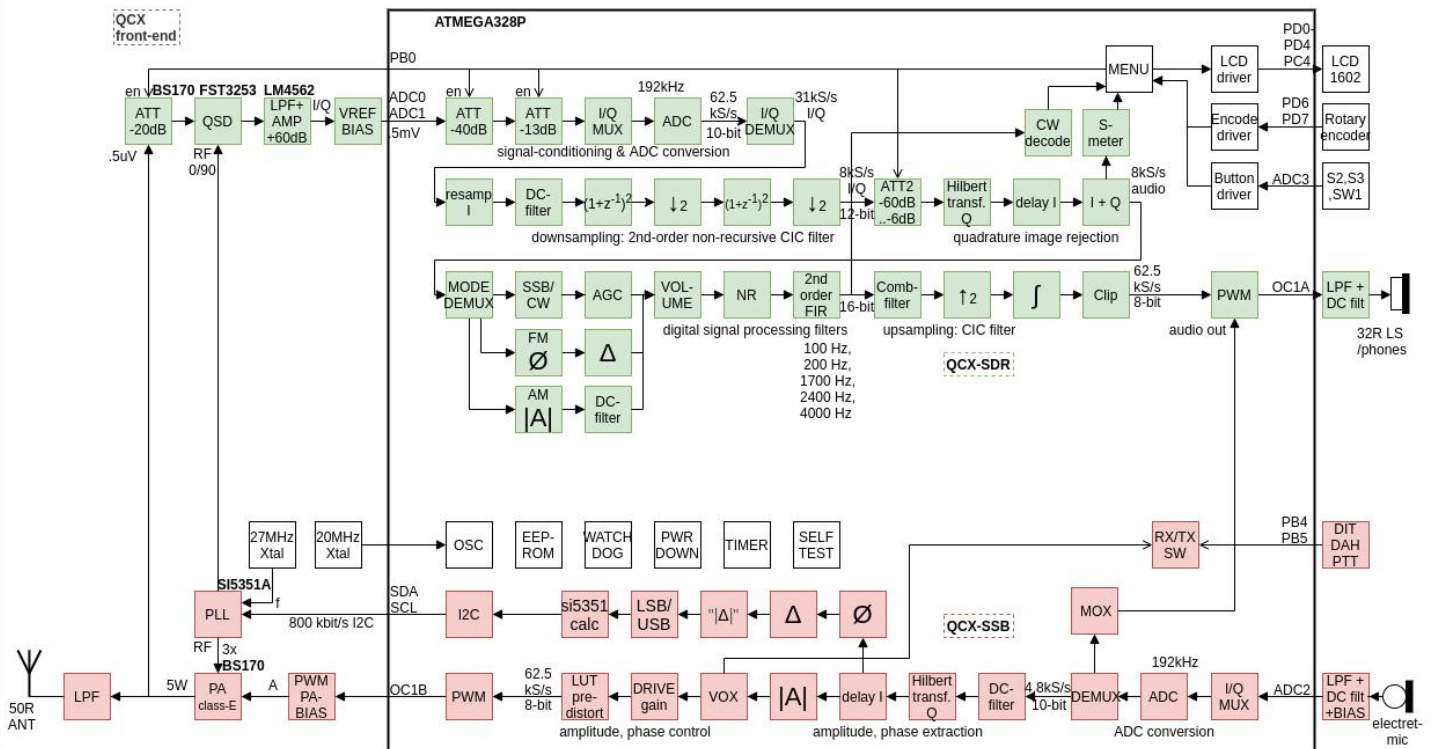 QCX
front-end
ATMEGA328P
PB0
PD0-
PD4
PC4
MENU
LCD
driver
LCD
1602
en
BS170 FST3253 LM4562
ATT
-20dB
QSD
LPF+
AMP
+60dB
I/Q
VREF
BIAS
ADC0
ADC1
.5mV
en
ATT
-40dB
en
ATT
-13dB
I/Q
MUX
192kHz
ADC
62.5
kS/s
10-bit
I/Q
DEMUX
31kS/s
I/Q
signal-conditioning & ADC conversion
CW
decode
S-
meter
Encode
driver
PD6
PD7
Rotary
encoder
.5uV
RF
0/90
resamp
I
DC-
filter
(1+z⁻¹)²
↓2
(1+z⁻¹)²
↓2
8kS/s
I/Q
12-bit
ATT2
-60dB
..-6dB
Hilbert
transf.
Q
delay I
I + Q
8kS/s
audio
Button
driver
ADC3
S2,S3
,SW1
downsampling: 2nd-order non-recursive CIC filter
quadrature image rejection
MODE
DEMUX
SSB/
CW
AGC
VOL-
UME
NR
2nd
order
FIR
16-bit
Comb-
filter
↑2
∫
Clip
62.5
kS/s
8-bit
PWM
OC1A
LPF +
DC filt
digital signal processing filters
upsampling: CIC filter
audio out
32R LS
/phones
100 Hz,
200 Hz,
1700 Hz,
2400 Hz,
4000 Hz
FM
Ø
Δ
QCX-SDR
AM
|A|
DC-
filter
27MHz
Xtal
20MHz
Xtal
OSC
EEP-
ROM
WATCH
DOG
PWR
DOWN
TIMER
SELF
TEST
RX/TX
SW
PB4
PB5
DIT
DAH
PTT
SI5351A
PLL
f
SDA
SCL
800 kbit/s I2C
I2C
si5351
calc
LSB/
USB
"|Δ|"
Δ
Ø
QCX-SSB
MOX
RF
3x
BS170
50R
ANT
LPF
5W
PA
class-E
A
PWM
PA-
BIAS
OC1B
PWM
62.5
kS/s
8-bit
LUT
pre-
distort
DRIVE
gain
VOX
|A|
delay I
Hilbert
transf.
Q
DC-
filter
4.8kS/s
10-bit
DEMUX
192kHz
ADC
I/Q
MUX
ADC2
LPF +
DC filt
+BIAS
electret-
mic
amplitude, phase control
amplitude, phase extraction
ADC conversion